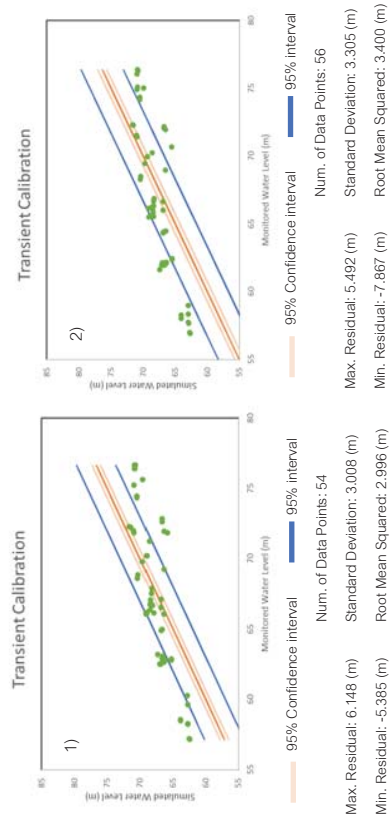 Transient Calibration
1)
85
80
75
70
65
60
55
Simulated Water Level (m)
55
60
65
70
75
80
Monitored Water Level (m)
95% Confidence interval
95% interval
Num. of Data Points: 54
Max. Residual: 6.148 (m)
Standard Deviation: 3.008 (m)
Min. Residual: -5.385 (m)
Root Mean Squared: 2.996 (m)
Transient Calibration
2)
85
80
75
70
65
60
55
Simulated Water Level (m)
55
60
65
70
75
80
Monitored Water Level (m)
95% Confidence interval
95% interval
Num. of Data Points: 56
Max. Residual: 5.492 (m)
Standard Deviation: 3.305 (m)
Min. Residual: -7.867 (m)
Root Mean Squared: 3.400 (m)